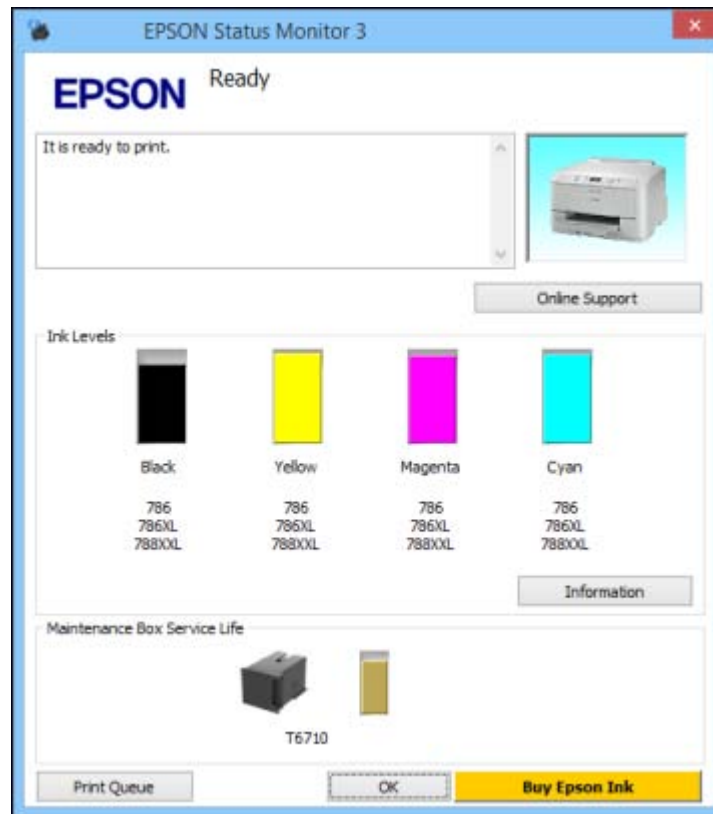 EPSON Status Monitor 3
EPSON
Ready
It is ready to print.
Online Support
Ink Levels
Black Yellow Magenta Cyan
786 786 786 786
786XL 786XL 786XL 786XL
788XXL 788XXL 788XXL 788XXL
Information
Maintenance Box Service Life
T6710
Print Queue OK Buy Epson Ink